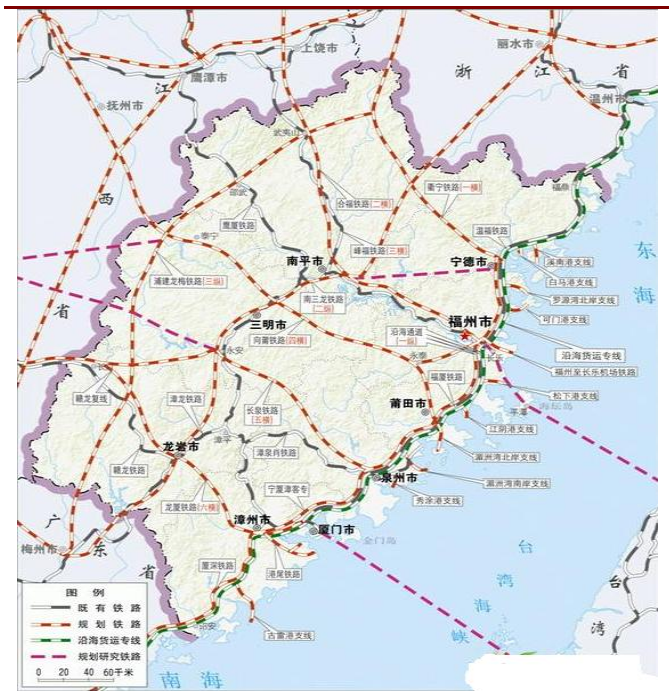 上饶市
丽水市
鹰潭市
浙
江
省
江
抚州市
温州市
武夷山
西
邵武
合福铁路[二横]
衢宁铁路[一横]
福鼎
鹰厦铁路
泰宁
温福铁路
峰福铁路[三横]
东
海
南平市
宁德市
溪南港支线
浦建龙梅铁路[三纵]
白马港支线
南三龙铁路
[二纵]
罗源湾北岸支线
省
三明市
福州市
可门港支线
向莆铁路[四横]
沿海通道
[一纵]
永安
永泰
长乐
沿海货运专线
福州至长乐机场铁路
福厦铁路
赣龙复线
漳龙铁路
长泉铁路
[五横]
莆田市
松下港支线
平潭
海坛岛
江阴港支线
漳平
龙岩市
漳泉肖铁路
湄洲湾北岸支线
赣龙铁路
泉州市
湄洲湾南岸支线
宁厦漳客专
秀涂港支线
龙厦铁路[六横]
广
东
省
漳州市
厦门市
金门岛
梅州市
台
湾
海
峡
厦深铁路
港尾铁路
台
湾
图 例
既有铁路
规划铁路
古雷港支线
诏安
沿海货运专线
规划研究铁路
0 20 40 60千米
南 海